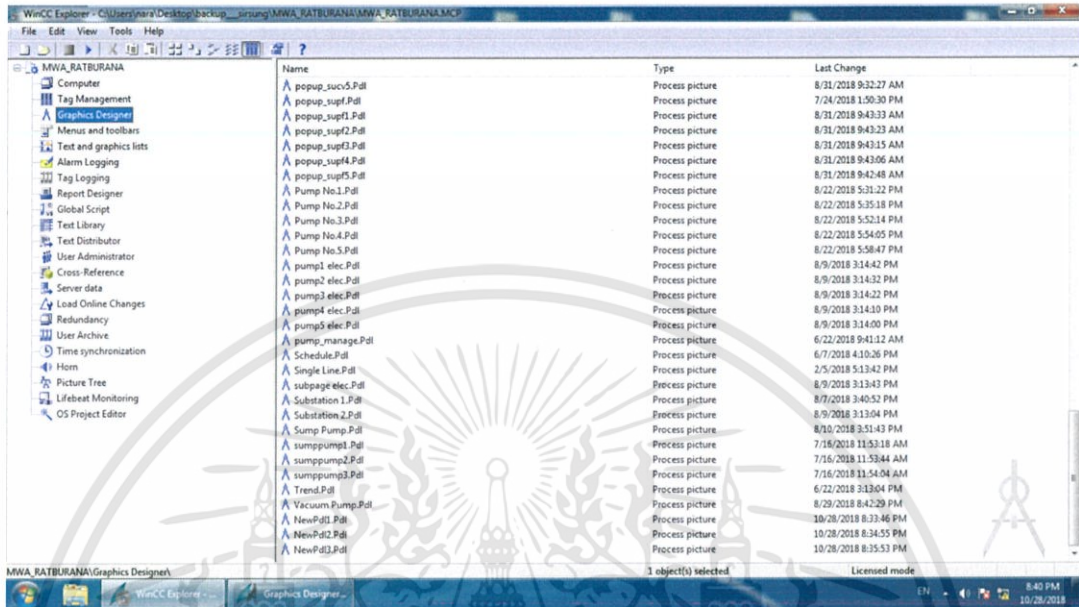 WinCC Explorer - C:\Users\nara\Desktop\backup__sirsung\MWA_RATBURANA\MWA_RATBURANA.MCP
File Edit View Tools Help
MWA_RATBURANA
Computer
Tag Management
Graphics Designer
Menus and toolbars
Text and graphics lists
Alarm Logging
Tag Logging
Report Designer
Global Script
Text Library
Text Distributor
User Administrator
Cross-Reference
Server data
Load Online Changes
Redundancy
User Archive
Time synchronization
Horn
Picture Tree
Lifebeat Monitoring
OS Project Editor
Name Type Last Change
popup_sucv5.Pdl Process picture 8/31/2018 9:32:27 AM
popup_supf.Pdl Process picture 7/24/2018 1:50:30 PM
popup_supf1.Pdl Process picture 8/31/2018 9:43:33 AM
popup_supf2.Pdl Process picture 8/31/2018 9:43:23 AM
popup_supf3.Pdl Process picture 8/31/2018 9:43:15 AM
popup_supf4.Pdl Process picture 8/31/2018 9:43:06 AM
popup_supf5.Pdl Process picture 8/31/2018 9:42:48 AM
Pump No.1.Pdl Process picture 8/22/2018 5:31:22 PM
Pump No.2.Pdl Process picture 8/22/2018 5:35:18 PM
Pump No.3.Pdl Process picture 8/22/2018 5:52:14 PM
Pump No.4.Pdl Process picture 8/22/2018 5:54:05 PM
Pump No.5.Pdl Process picture 8/22/2018 5:58:47 PM
pump1 elec.Pdl Process picture 8/9/2018 3:14:42 PM
pump2 elec.Pdl Process picture 8/9/2018 3:14:32 PM
pump3 elec.Pdl Process picture 8/9/2018 3:14:22 PM
pump4 elec.Pdl Process picture 8/9/2018 3:14:10 PM
pump5 elec.Pdl Process picture 8/9/2018 3:14:00 PM
pump_manage.Pdl Process picture 6/22/2018 9:41:12 AM
Schedule.Pdl Process picture 6/7/2018 4:10:26 PM
Single Line.Pdl Process picture 2/5/2018 5:13:42 PM
subpage elec.Pdl Process picture 8/9/2018 3:13:43 PM
Substation 1.Pdl Process picture 8/7/2018 3:40:52 PM
Substation 2.Pdl Process picture 8/9/2018 3:13:04 PM
Sump Pump.Pdl Process picture 8/10/2018 3:51:43 PM
sumppump1.Pdl Process picture 7/16/2018 11:53:18 AM
sumppump2.Pdl Process picture 7/16/2018 11:53:44 AM
sumppump3.Pdl Process picture 7/16/2018 11:54:04 AM
Trend.Pdl Process picture 6/22/2018 3:13:04 PM
Vacuum Pump.Pdl Process picture 8/29/2018 8:42:29 PM
NewPdl1.Pdl Process picture 10/28/2018 8:33:46 PM
NewPdl2.Pdl Process picture 10/28/2018 8:34:55 PM
NewPdl3.Pdl Process picture 10/28/2018 8:35:53 PM
MWA_RATBURANA\Graphics Designer\ 1 object(s) selected Licensed mode
WinCC Explorer - ... Graphics Designer... EN 8:40 PM
10/28/2018